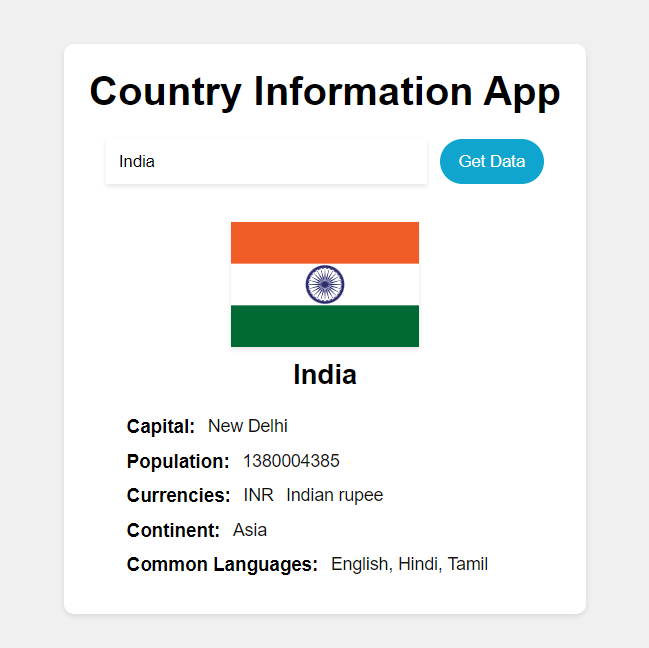 Country Information App
India
Get Data
India
Capital: New Delhi
Population: 1380004385
Currencies: INR Indian rupee
Continent: Asia
Common Languages: English, Hindi, Tamil